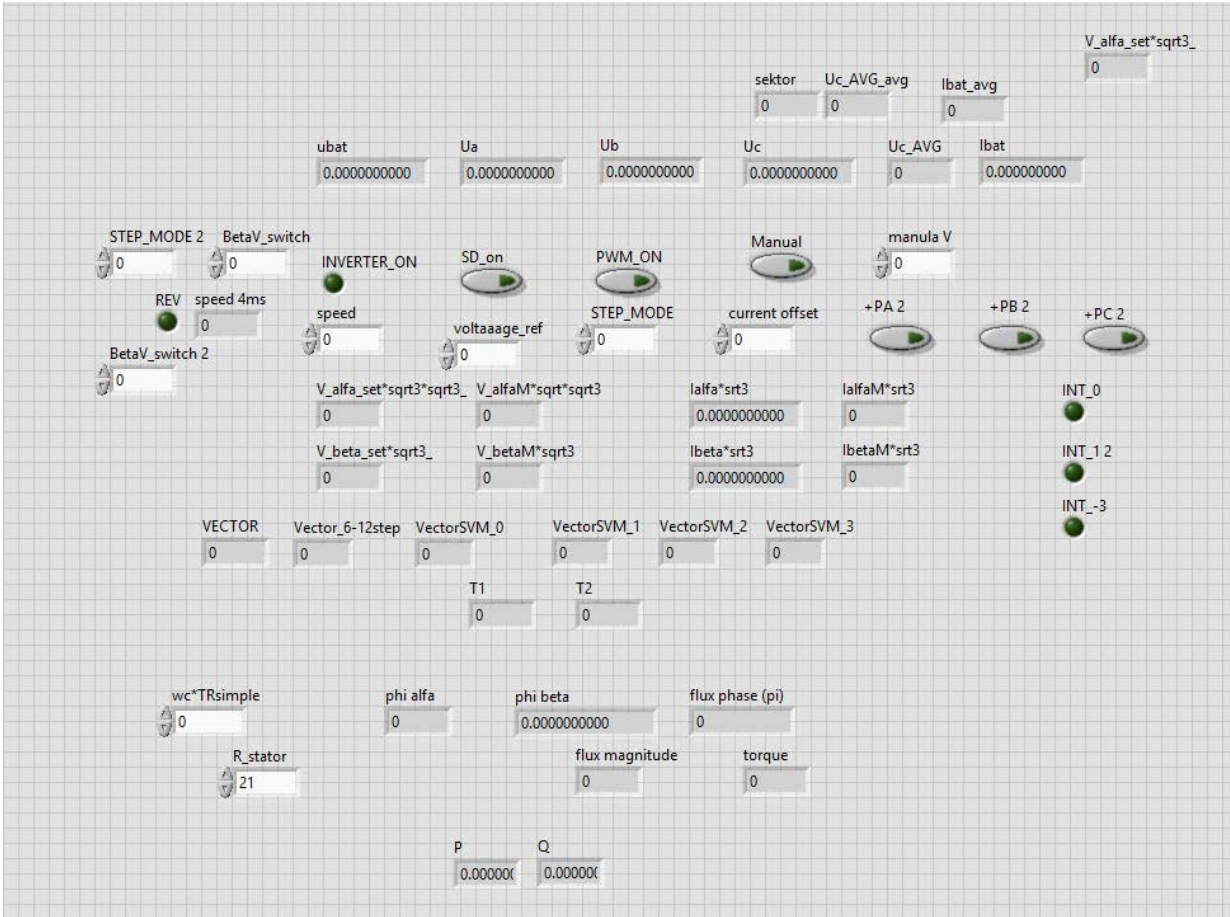 V_alfa_set*sqrt3_
0
sektor Uc_AVG_avg Ibat_avg
0 0 0
ubat Ua Ub Uc Uc_AVG Ibat
0.0000000000 0.0000000000 0.0000000000 0.0000000000 0 0.0000000000
STEP_MODE 2 BetaV_switch INVERTER_ON SD_on PWM_ON Manual manula V
0 0 0
REV speed 4ms speed voltaaage_ref STEP_MODE current offset +PA 2 +PB 2 +PC 2
0 0 0 0 0
BetaV_switch 2
0
V_alfa_set*sqrt3*sqrt3_ V_alfaM*sqrt*sqrt3 Ialfa*srt3 IalfaM*srt3 INT_0
0 0 0.0000000000 0
V_beta_set*sqrt3_ V_betaM*sqrt3 Ibeta*srt3 IbetaM*srt3 INT_1 2
0 0 0.0000000000 0
INT_-3
VECTOR Vector_6-12step VectorSVM_0 VectorSVM_1 VectorSVM_2 VectorSVM_3
0 0 0 0 0 0
T1 T2
0 0
wc*TRsimple phi alfa phi beta flux phase (pi)
0 0 0.0000000000 0
R_stator flux magnitude torque
21 0 0
P Q
0.000000( 0.000000(